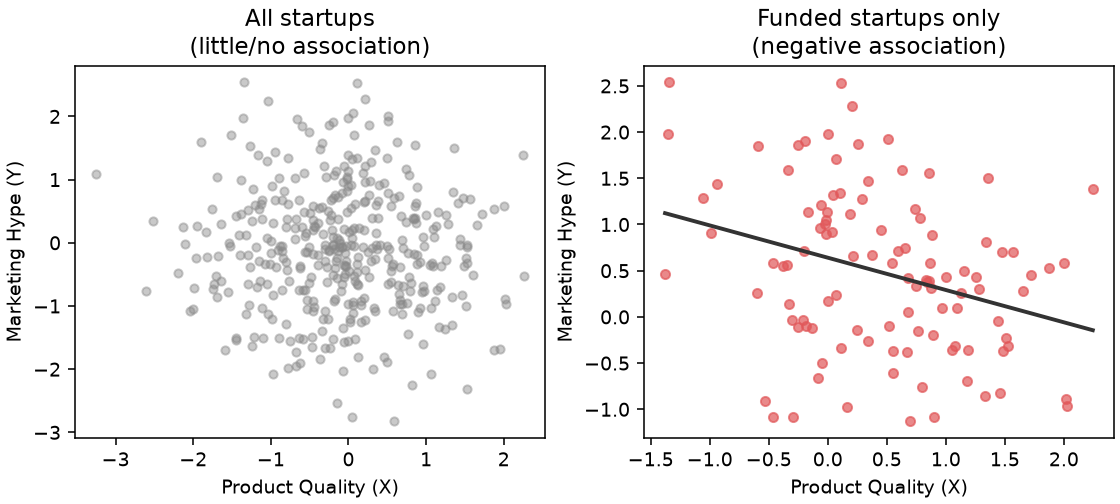 All startups
(little/no association)
Marketing Hype (Y)
2
1
0
−1
−2
−3
−3 −2 −1 0 1 2
Product Quality (X)
Funded startups only
(negative association)
Marketing Hype (Y)
2.5
2.0
1.5
1.0
0.5
0.0
−0.5
−1.0
−1.5 −1.0 −0.5 0.0 0.5 1.0 1.5 2.0
Product Quality (X)